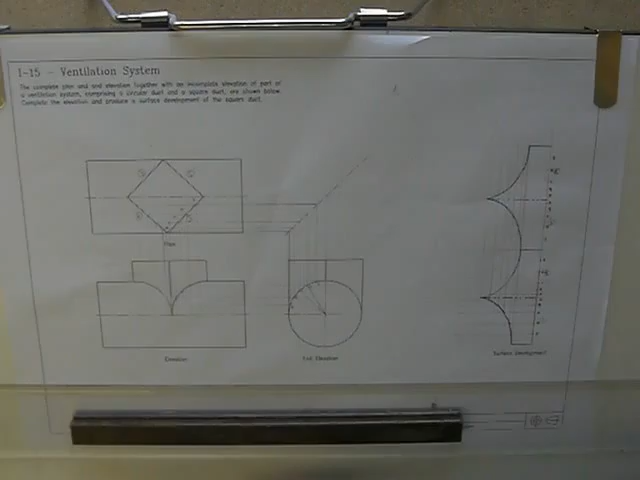 1-15 - Ventilation System
The complete plan and end elevation together with an incomplete elevation of part of
a ventilation system, comprising a circular duct and a square duct, are shown below.
Complete the elevation and produce a surface development of the square duct.
Plan
Elevation
End Elevation
Surface Development